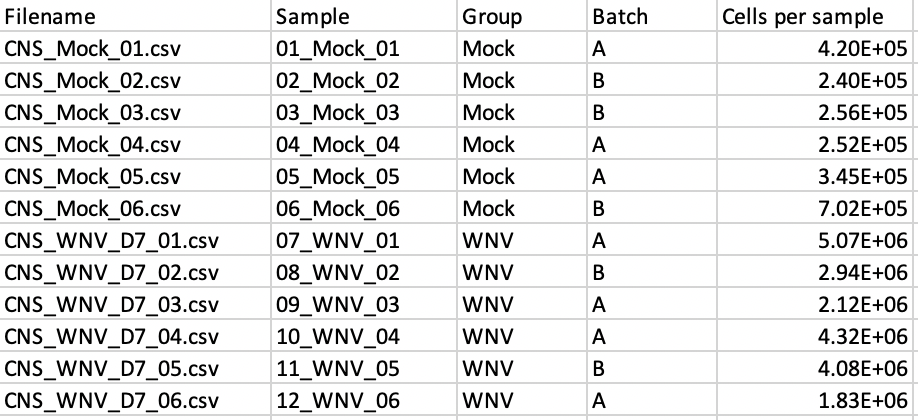 Filename Sample Group Batch Cells per sample
CNS_Mock_01.csv 01_Mock_01 Mock A 4.20E+05
CNS_Mock_02.csv 02_Mock_02 Mock B 2.40E+05
CNS_Mock_03.csv 03_Mock_03 Mock B 2.56E+05
CNS_Mock_04.csv 04_Mock_04 Mock A 2.52E+05
CNS_Mock_05.csv 05_Mock_05 Mock A 3.45E+05
CNS_Mock_06.csv 06_Mock_06 Mock B 7.02E+05
CNS_WNV_D7_01.csv 07_WNV_01 WNV A 5.07E+06
CNS_WNV_D7_02.csv 08_WNV_02 WNV B 2.94E+06
CNS_WNV_D7_03.csv 09_WNV_03 WNV A 2.12E+06
CNS_WNV_D7_04.csv 10_WNV_04 WNV A 4.32E+06
CNS_WNV_D7_05.csv 11_WNV_05 WNV B 4.08E+06
CNS_WNV_D7_06.csv 12_WNV_06 WNV A 1.83E+06